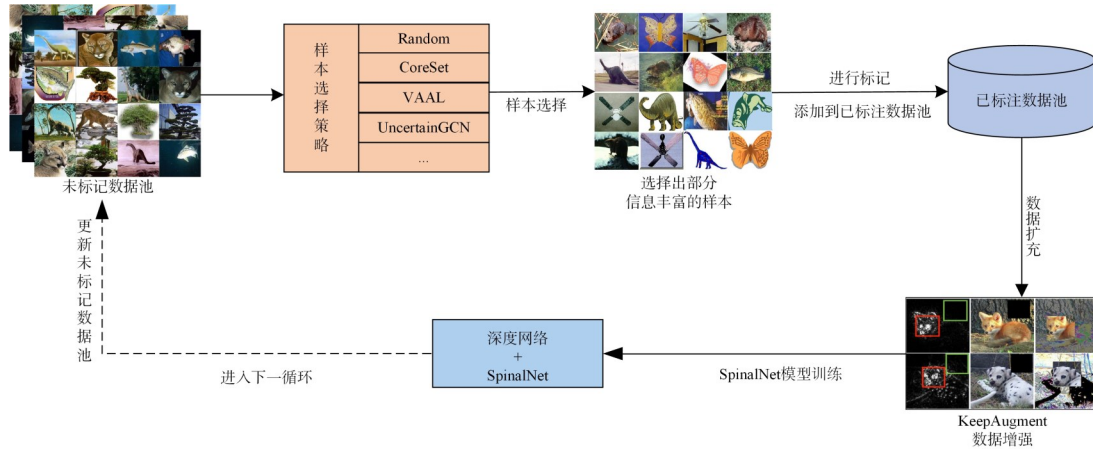 未标记数据池
样本选择策略
Random
CoreSet
VAAL
UncertainGCN
...
样本选择
选择出部分
信息丰富的样本
进行标记
添加到已标注数据池
已标注数据池
数据扩充
KeepAugment
数据增强
SpinalNet模型训练
深度网络
+
SpinalNet
进入下一循环
更新未标记数据池